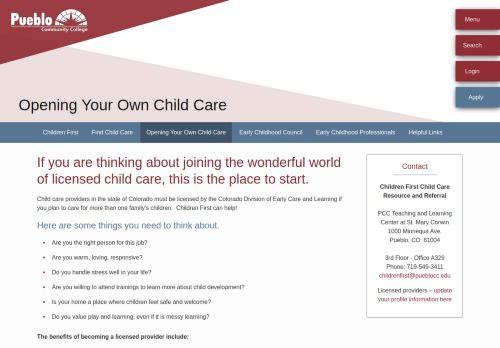 Pueblo
Community College
Menu
Search
Login
Apply
Opening Your Own Child Care
Children First
Find Child Care
Opening Your Own Child Care
Early Childhood Council
Early Childhood Professionals
Helpful Links
If you are thinking about joining the wonderful world
of licensed child care, this is the place to start.
Child care providers in the state of Colorado must be licensed by the Colorado Division of Early Care and Learning if
you plan to care for more than one family's children. Children First can help!
Here are some things you need to think about.
• Are you the right person for this job?
• Are you warm, loving, responsive?
• Do you handle stress well in your life?
• Are you willing to attend trainings to learn more about child development?
• Is your home a place where children feel safe and welcome?
• Do you value play and learning, even if it is messy learning?
The benefits of becoming a licensed provider include:
Contact
Children First Child Care
Resource and Referral
PCC Teaching and Learning
Center at St. Mary Corwin
1000 Minnequa Ave.
Pueblo, CO 81004
3rd Floor - Office A329
Phone: 719-549-3411
childrenfirst@pueblocc.edu
Licensed providers – update
your profile information here